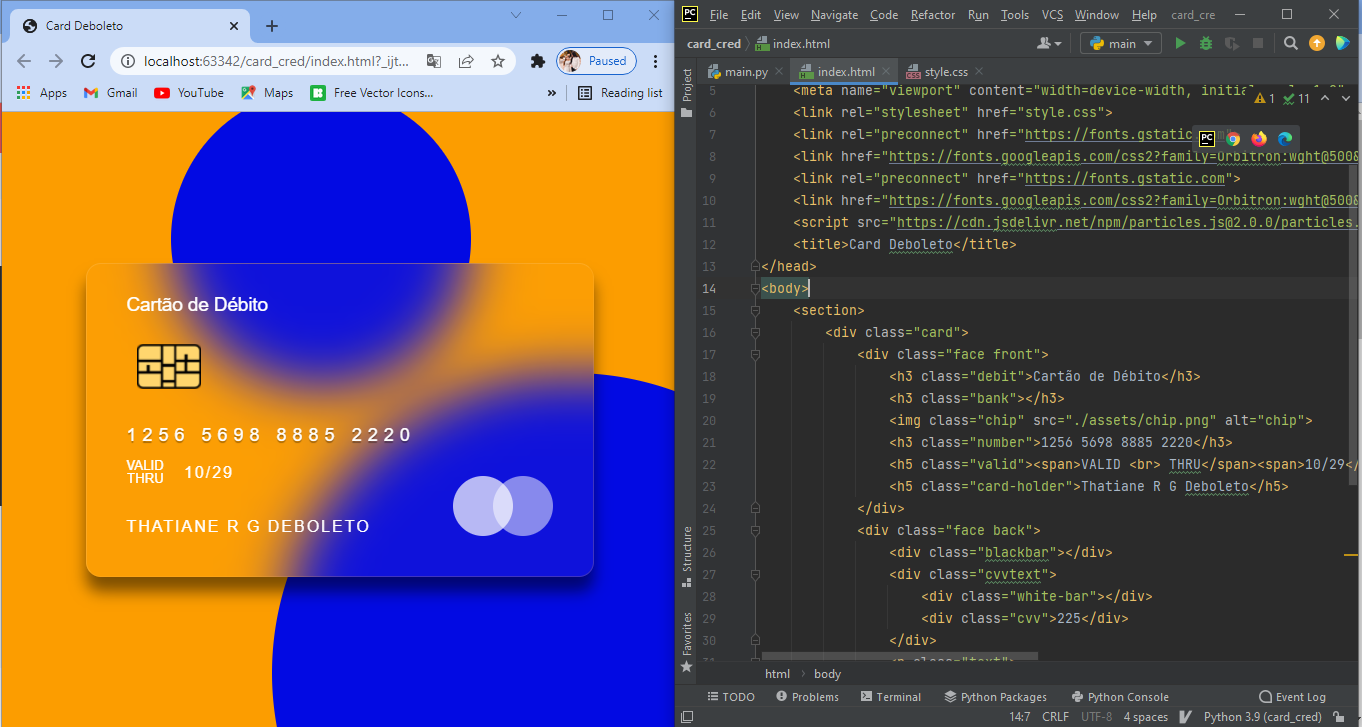 Card Deboleto
localhost:63342/card_cred/index.html?_ijt...
Paused
Apps
Gmail
YouTube
Maps
Free Vector Icons...
»
Reading list
Cartão de Débito
1256 5698 8885 2220
VALID
THRU
10/29
THATIANE R G DEBOLETO
PC
File
Edit
View
Navigate
Code
Refactor
Run
Tools
VCS
Window
Help
card_cre
card_cred
index.html
main
main.py
index.html
style.css
Project
1
11
5 <meta name="viewport" content="width=device-width,
6 <link rel="stylesheet" href="style.css">
7 <link rel="preconnect" href="https://fonts.gstatic
8 <link href="https://fonts.googleapis.com/css2?family=Orbitron:wght@500&
9 <link rel="preconnect" href="https://fonts.gstatic.com">
10 <link href="https://fonts.googleapis.com/css2?family=Orbitron:wght@500&
11 <script src="https://cdn.jsdelivr.net/npm/particles.js@2.0.0/particles.
12 <title>Card Deboleto</title>
13 </head>
14 <body>
15 <section>
16 <div class="card">
17 <div class="face front">
18 <h3 class="debit">Cartão de Débito</h3>
19 <h3 class="bank"></h3>
20 <img class="chip" src="./assets/chip.png" alt="chip">
21 <h3 class="number">1256 5698 8885 2220</h3>
22 <h5 class="valid"><span>VALID <br> THRU</span><span>10/29</
23 <h5 class="card-holder">Thatiane R G Deboleto</h5>
24 </div>
25 <div class="face back">
26 <div class="blackbar"></div>
27 <div class="cvvtext">
28 <div class="white-bar"></div>
29 <div class="cvv">225</div>
30 </div>
PC
Structure
Favorites
html
body
TODO
Problems
Terminal
Python Packages
Python Console
Event Log
14:7
CRLF
UTF-8
4 spaces
Python 3.9 (card_cred)